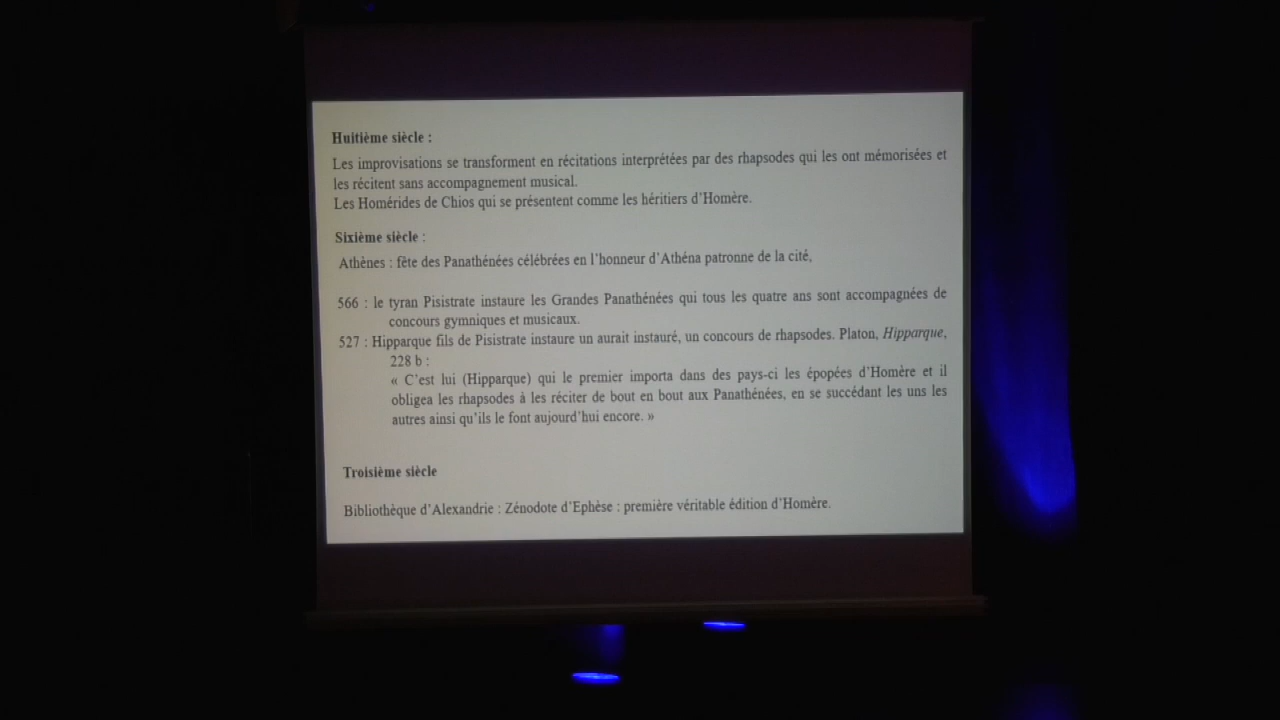 Huitième siècle :
Les improvisations se transforment en récitations interprétées par des rhapsodes qui les ont mémorisées et
les récitent sans accompagnement musical.
Les Homérides de Chios qui se présentent comme les héritiers d'Homère.
Sixième siècle :
Athènes : fête des Panathénées célébrées en l'honneur d'Athéna patronne de la cité,
566 : le tyran Pisistrate instaure les Grandes Panathénées qui tous les quatre ans sont accompagnées de
concours gymniques et musicaux.
527 : Hipparque fils de Pisistrate instaure un aurait instauré, un concours de rhapsodes. Platon, Hipparque,
228 b :
« C'est lui (Hipparque) qui le premier importa dans des pays-ci les épopées d'Homère et il
obligea les rhapsodes à les réciter de bout en bout aux Panathénées, en se succédant les uns les
autres ainsi qu'ils le font aujourd'hui encore. »
Troisième siècle
Bibliothèque d'Alexandrie : Zénodote d'Ephèse : première véritable édition d'Homère.